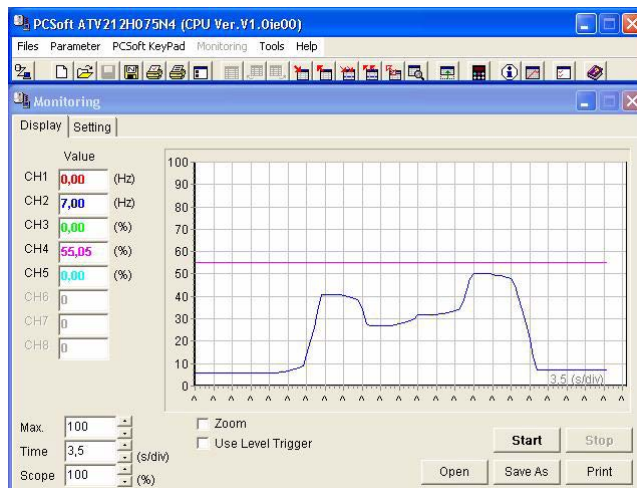 PCSoft ATV212H075N4 (CPU Ver.V1.0ie00)
Files Parameter PCSoft KeyPad Monitoring Tools Help
Monitoring
Display Setting
Value
CH1 0,00 (Hz)
CH2 7,00 (Hz)
CH3 0,00 (%)
CH4 55,05 (%)
CH5 0,00 (%)
CH6 0
CH7 0
CH8 0
100
90
80
70
60
50
40
30
20
10
0
3.5 (s/div)
Max. 100
Time 3,5 (s/div)
Scope 100 (%)
Zoom
Use Level Trigger
Start Stop
Open Save As Print